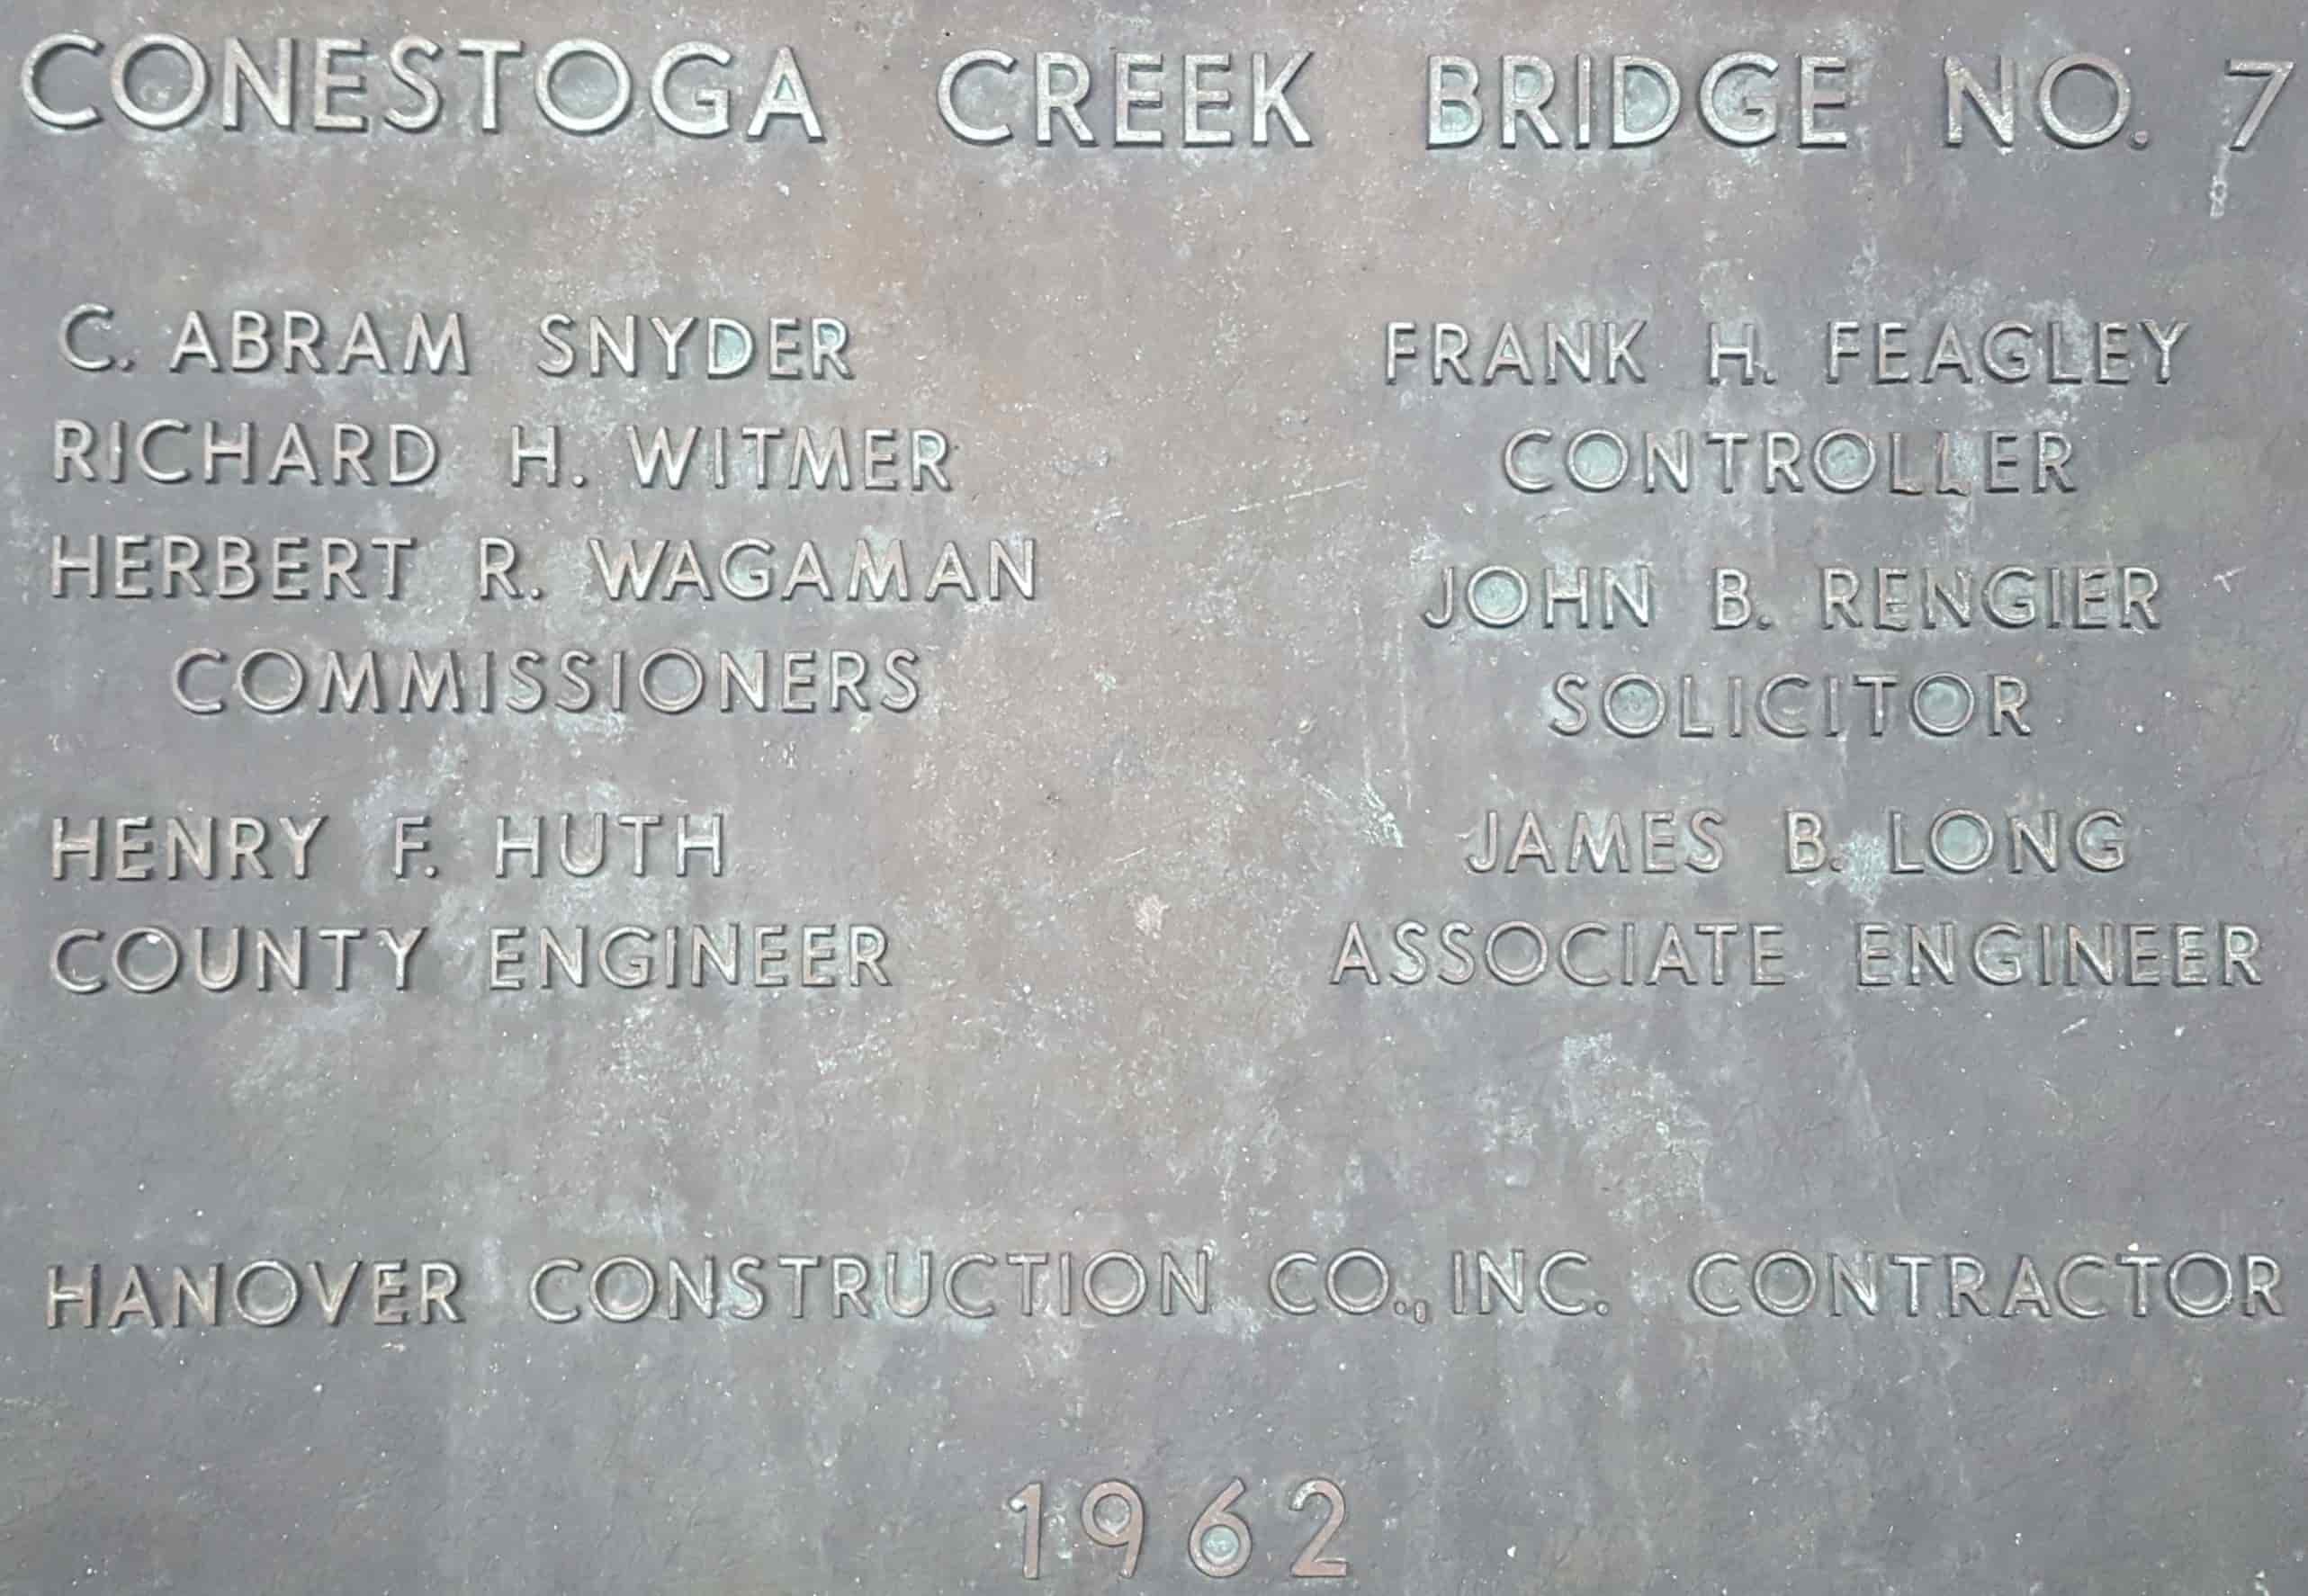 CONESTOGA CREEK BRIDGE NO. 7
C. ABRAM SNYDER
RICHARD H. WITMER
HERBERT R. WAGAMAN
COMMISSIONERS
HENRY F. HUTH
COUNTY ENGINEER
FRANK H. FEAGLEY
CONTROLLER
JOHN B. RENGIER
SOLICITOR
JAMES B. LONG
ASSOCIATE ENGINEER
HANOVER CONSTRUCTION CO., INC. CONTRACTOR
1962